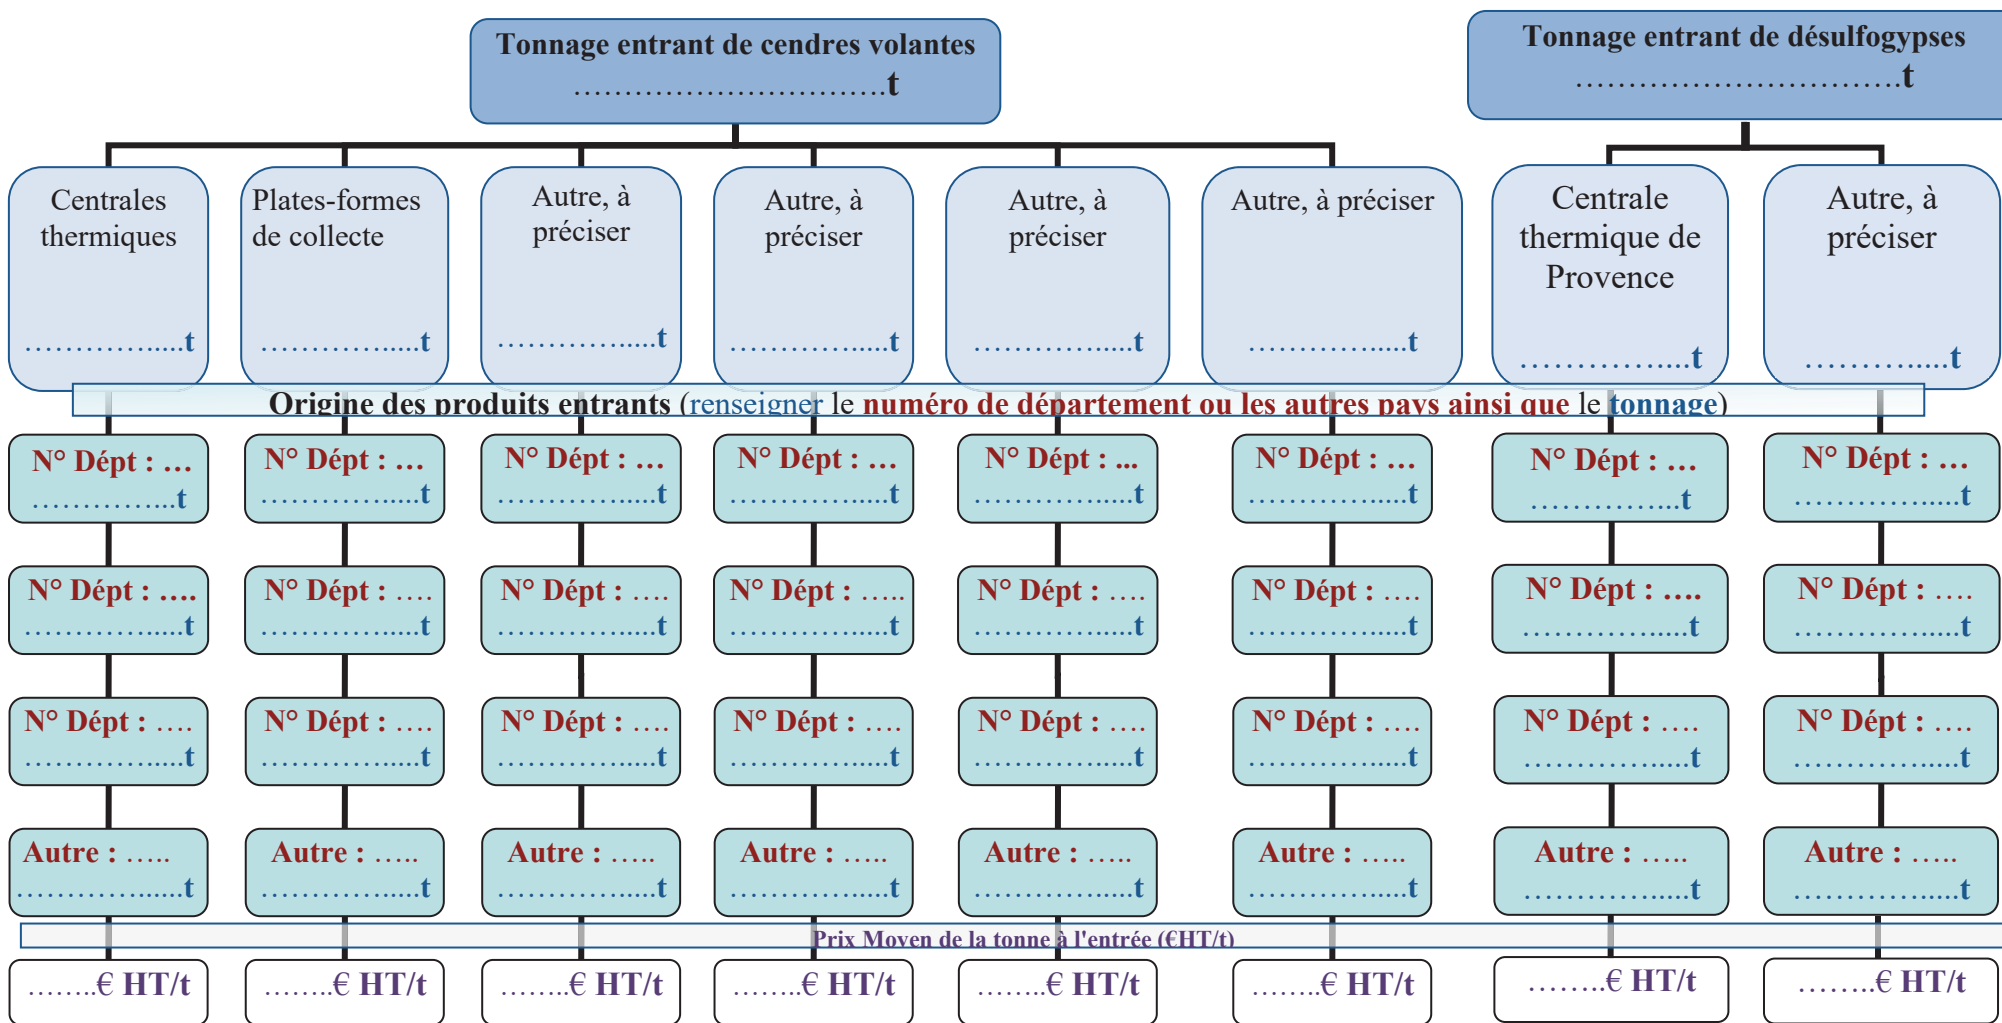 Tonnage entrant de cendres volantes
………………………….t
Tonnage entrant de désulfogypses
………………………….t
Centrales
thermiques
………….....t
Plates-formes
de collecte
………….....t
Autre, à
préciser
………….....t
Autre, à
préciser
………….....t
Autre, à
préciser
………….....t
Autre, à préciser
………….....t
Centrale
thermique de
Provence
………….....t
Autre, à
préciser
……….....t
Origine des produits entrants (renseigner le numéro de département ou les autres pays ainsi que le tonnage)
N° Dépt : …
…………...t
N° Dépt : …
………….....t
N° Dépt : …
………….....t
N° Dépt : …
………….....t
N° Dépt : ...
………….....t
N° Dépt : …
………….....t
N° Dépt : …
…………...t
N° Dépt : …
………….....t
N° Dépt : ….
………….....t
N° Dépt : ….
………….....t
N° Dépt : ….
………….....t
N° Dépt : …..
………….....t
N° Dépt : ….
………….....t
N° Dépt : ….
………….....t
N° Dépt : ….
………….....t
N° Dépt : ….
………….....t
N° Dépt : ….
………….....t
N° Dépt : ….
………….....t
N° Dépt : ….
………….....t
N° Dépt : ….
………….....t
N° Dépt : ….
………….....t
N° Dépt : ….
………….....t
N° Dépt : ….
………….....t
N° Dépt : ….
………….....t
Autre : …..
…………......t
Autre : …..
………….....t
Autre : …..
………….....t
Autre : …..
………….....t
Autre : …..
………….....t
Autre : …..
………….....t
Autre : …..
………….....t
Autre : …..
………….....t
Prix Moyen de la tonne à l'entrée (€HT/t)
……..€ HT/t
……..€ HT/t
……..€ HT/t
……..€ HT/t
……..€ HT/t
……..€ HT/t
……..€ HT/t
……..€ HT/t